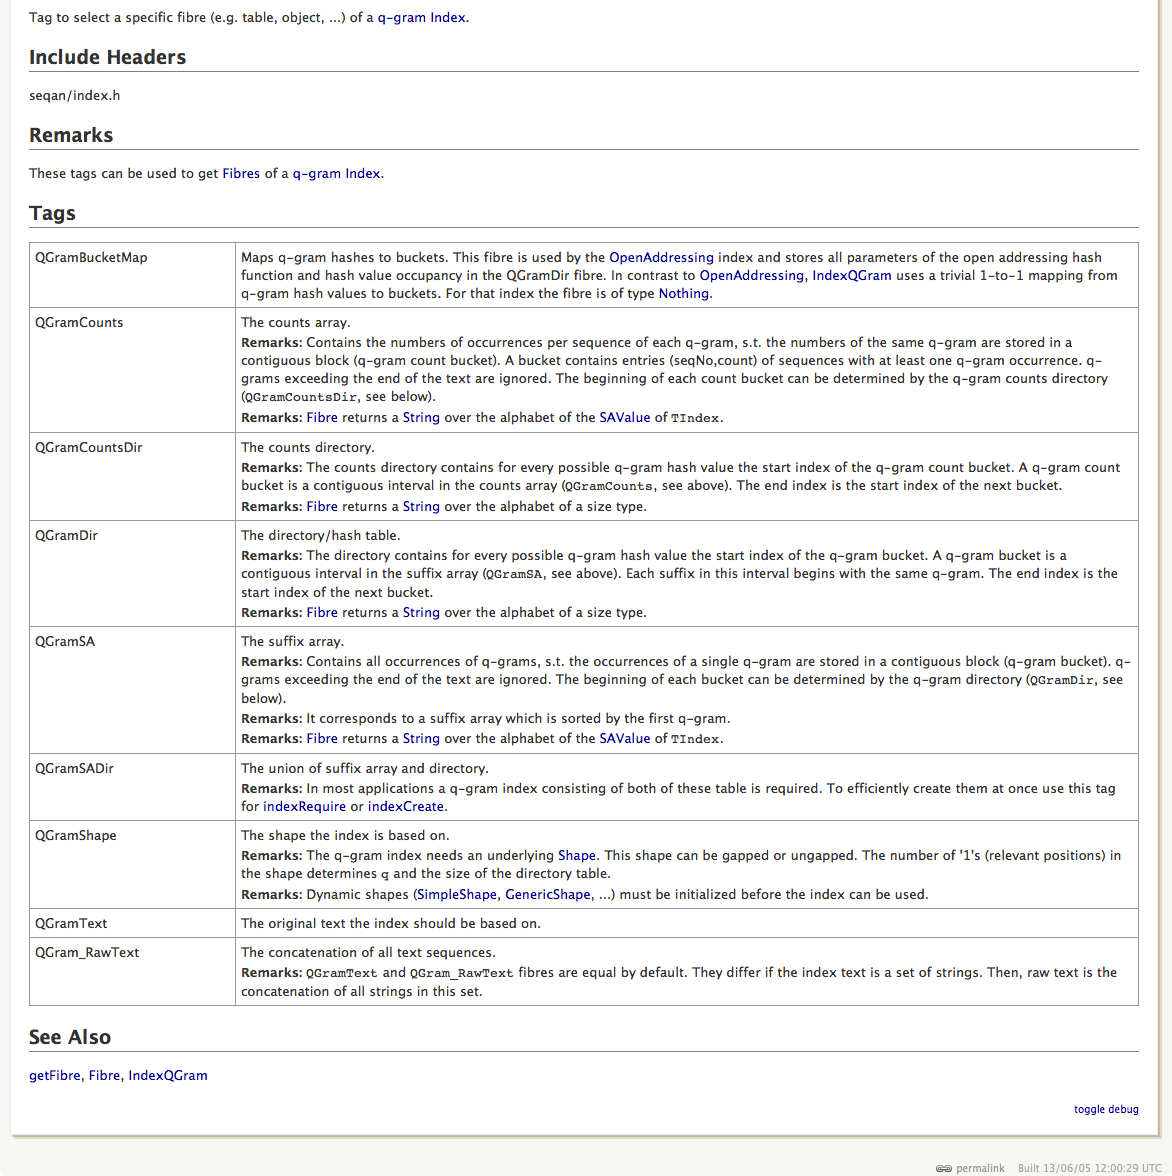 Tag to select a specific fibre (e.g. table, object, ...) of a q-gram Index.
Include Headers
seqan/index.h
Remarks
These tags can be used to get Fibres of a q-gram Index.
Tags
QGramBucketMap
Maps q-gram hashes to buckets. This fibre is used by the OpenAddressing index and stores all parameters of the open addressing hash
function and hash value occupancy in the QGramDir fibre. In contrast to OpenAddressing, IndexQGram uses a trivial 1-to-1 mapping from
q-gram hash values to buckets. For that index the fibre is of type Nothing.
QGramCounts
The counts array.
Remarks: Contains the numbers of occurrences per sequence of each q-gram, s.t. the numbers of the same q-gram are stored in a
contiguous block (q-gram count bucket). A bucket contains entries (seqNo,count) of sequences with at least one q-gram occurrence. q-
grams exceeding the end of the text are ignored. The beginning of each count bucket can be determined by the q-gram counts directory
(QGramCountsDir, see below).
Remarks: Fibre returns a String over the alphabet of the SAValue of TIndex.
QGramCountsDir
The counts directory.
Remarks: The counts directory contains for every possible q-gram hash value the start index of the q-gram count bucket. A q-gram count
bucket is a contiguous interval in the counts array (QGramCounts, see above). The end index is the start index of the next bucket.
Remarks: Fibre returns a String over the alphabet of a size type.
QGramDir
The directory/hash table.
Remarks: The directory contains for every possible q-gram hash value the start index of the q-gram bucket. A q-gram bucket is a
contiguous interval in the suffix array (QGramSA, see above). Each suffix in this interval begins with the same q-gram. The end index is the
start index of the next bucket.
Remarks: Fibre returns a String over the alphabet of a size type.
QGramSA
The suffix array.
Remarks: Contains all occurrences of q-grams, s.t. the occurrences of a single q-gram are stored in a contiguous block (q-gram bucket). q-
grams exceeding the end of the text are ignored. The beginning of each bucket can be determined by the q-gram directory (QGramDir, see
below).
Remarks: It corresponds to a suffix array which is sorted by the first q-gram.
Remarks: Fibre returns a String over the alphabet of the SAValue of TIndex.
QGramSADir
The union of suffix array and directory.
Remarks: In most applications a q-gram index consisting of both of these table is required. To efficiently create them at once use this tag
for indexRequire or indexCreate.
QGramShape
The shape the index is based on.
Remarks: The q-gram index needs an underlying Shape. This shape can be gapped or ungapped. The number of '1's (relevant positions) in
the shape determines q and the size of the directory table.
Remarks: Dynamic shapes (SimpleShape, GenericShape, ...) must be initialized before the index can be used.
QGramText
The original text the index should be based on.
QGram_RawText
The concatenation of all text sequences.
Remarks: QGramText and QGram_RawText fibres are equal by default. They differ if the index text is a set of strings. Then, raw text is the
concatenation of all strings in this set.
See Also
getFibre, Fibre, IndexQGram
toggle debug
permalink Built 13/06/05 12:00:29 UTC